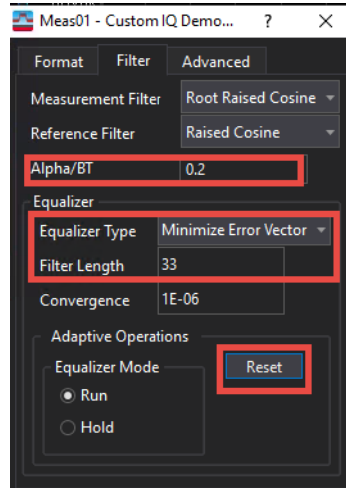 Meas01 - Custom IQ Demo... ? ×
Format Filter Advanced
Measurement Filter Root Raised Cosine
Reference Filter Raised Cosine
Alpha/BT 0.2
Equalizer
Equalizer Type Minimize Error Vector
Filter Length 33
Convergence 1E-06
Adaptive Operations
Equalizer Mode Reset
Run
Hold